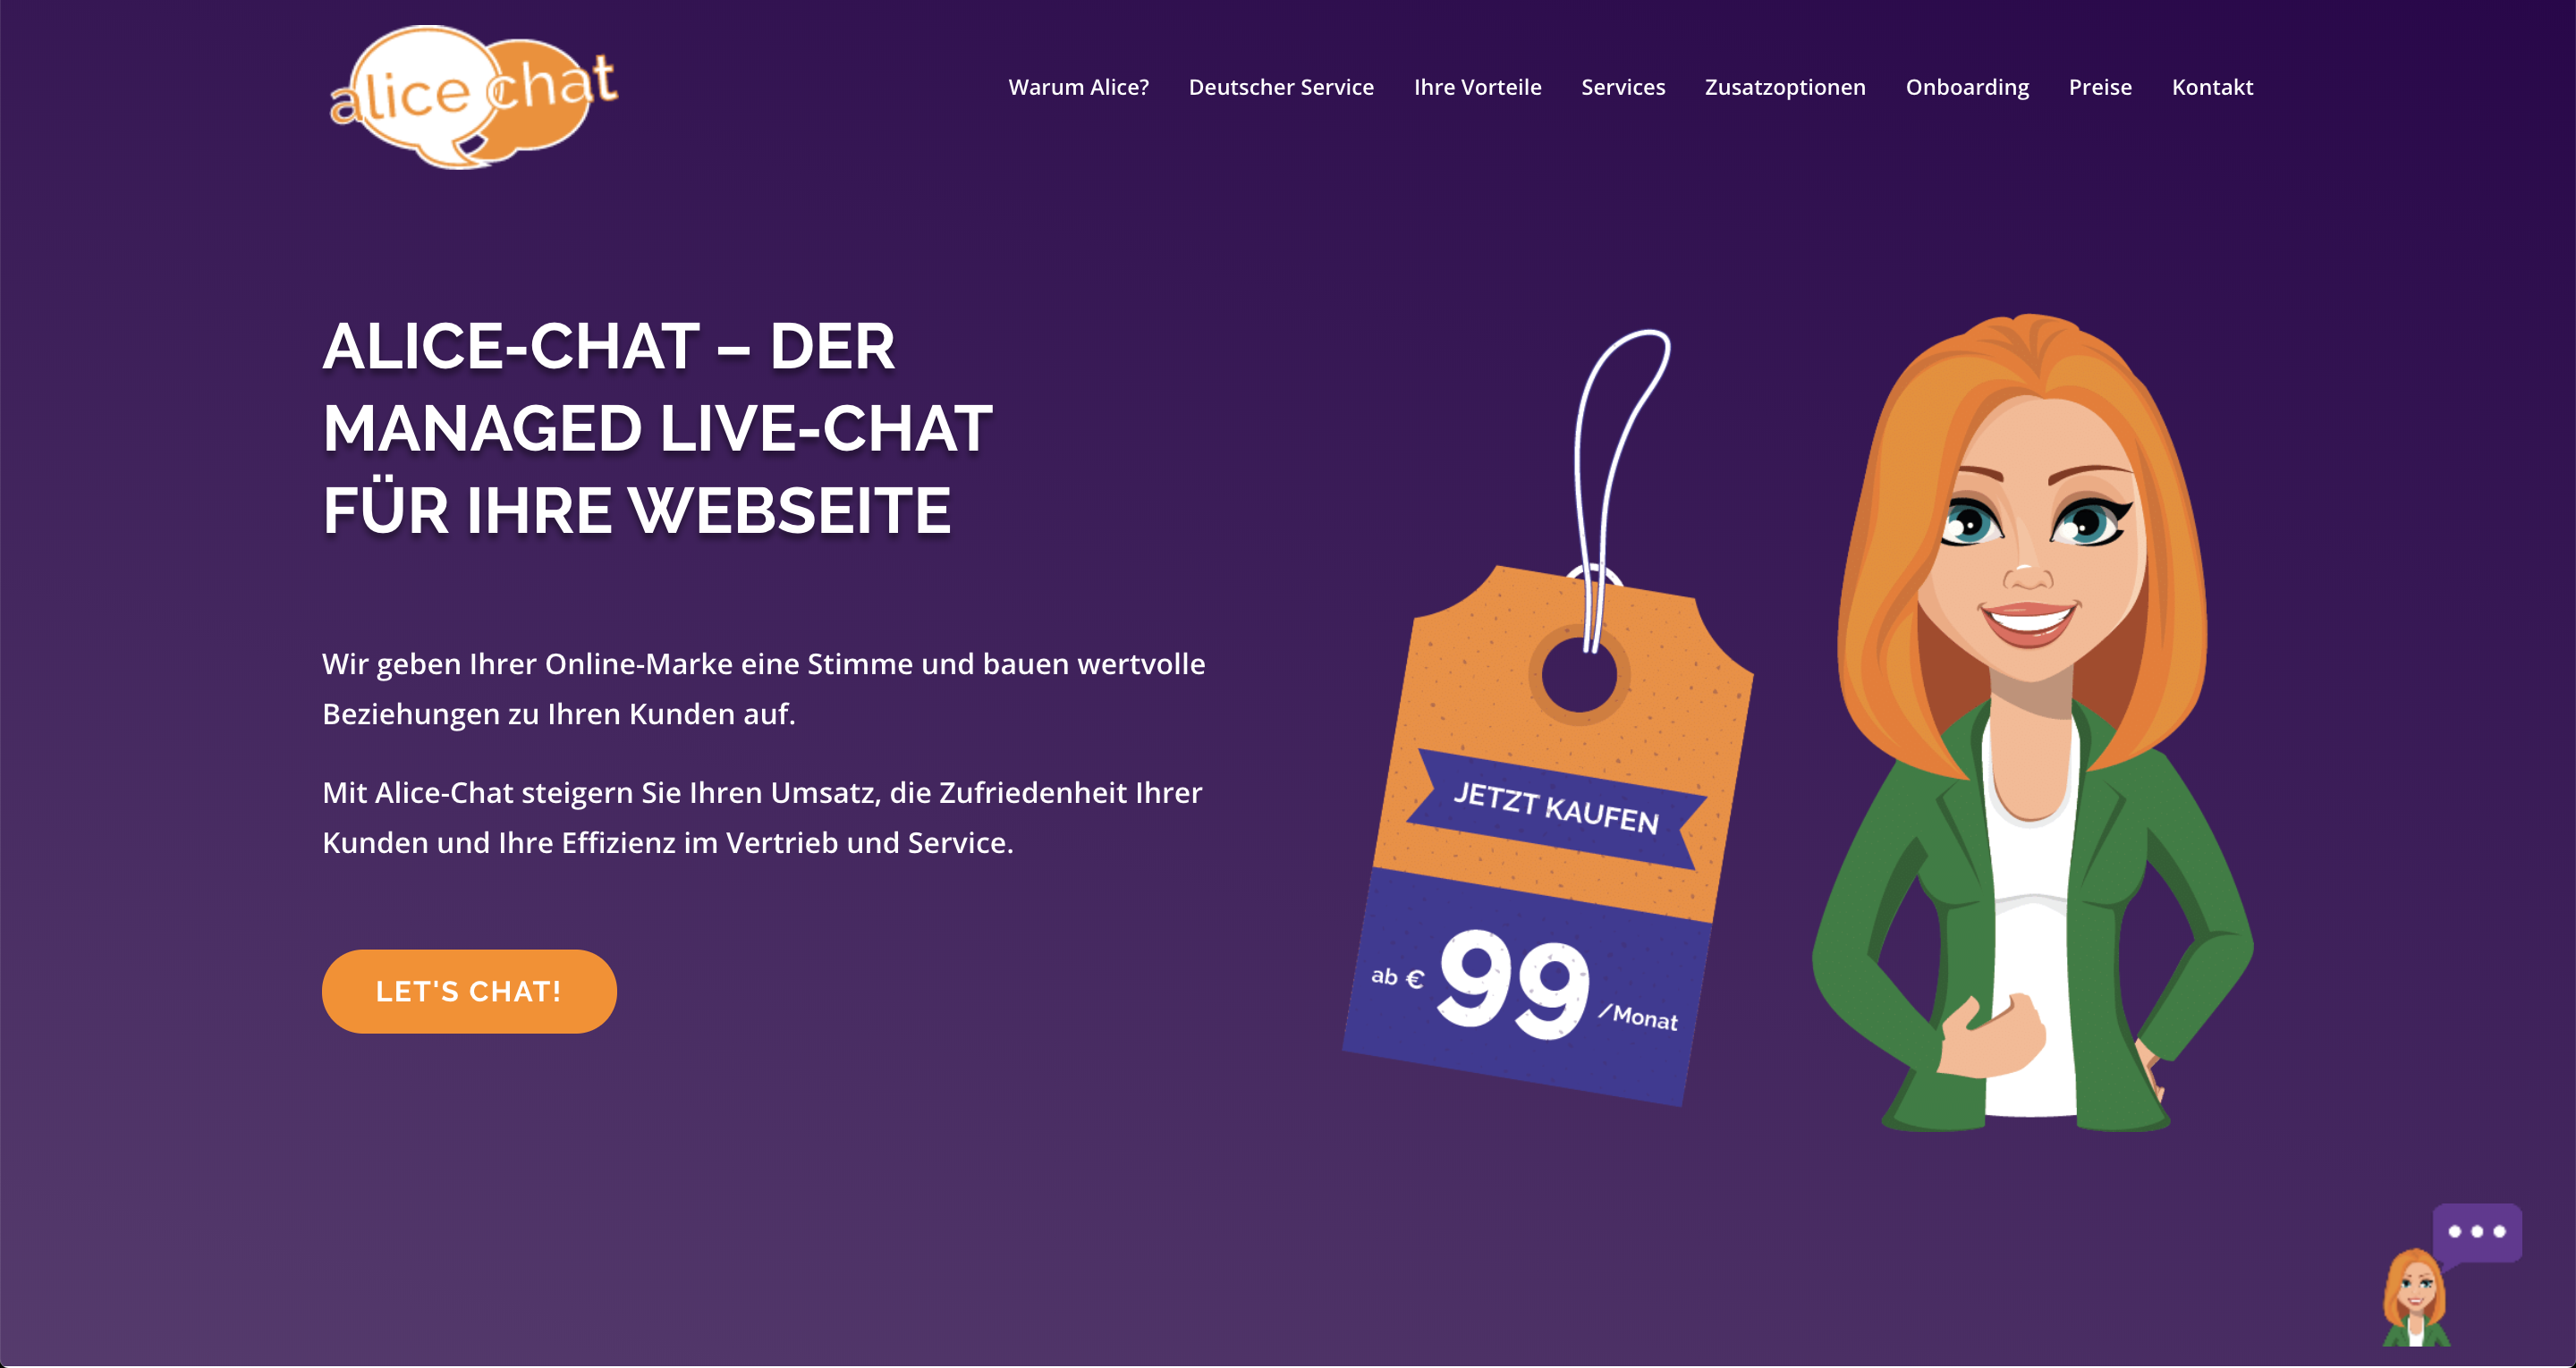 alice chat
Warum Alice? Deutscher Service Ihre Vorteile Services Zusatzoptionen Onboarding Preise Kontakt
ALICE-CHAT – DER
MANAGED LIVE-CHAT
FÜR IHRE WEBSEITE
Wir geben Ihrer Online-Marke eine Stimme und bauen wertvolle
Beziehungen zu Ihren Kunden auf.
Mit Alice-Chat steigern Sie Ihren Umsatz, die Zufriedenheit Ihrer
Kunden und Ihre Effizienz im Vertrieb und Service.
LET'S CHAT!
JETZT KAUFEN
ab € 99 /Monat